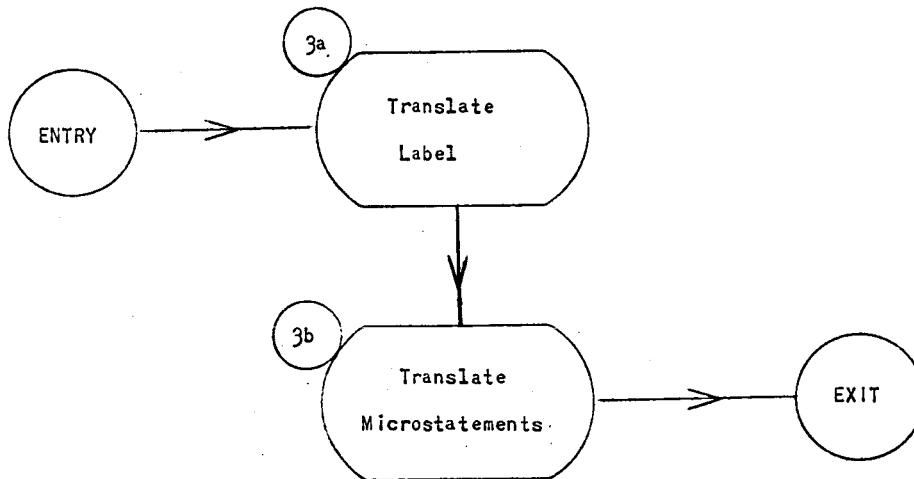 3a.
ENTRY
Translate
Label
3b
Translate
Microstatements
EXIT